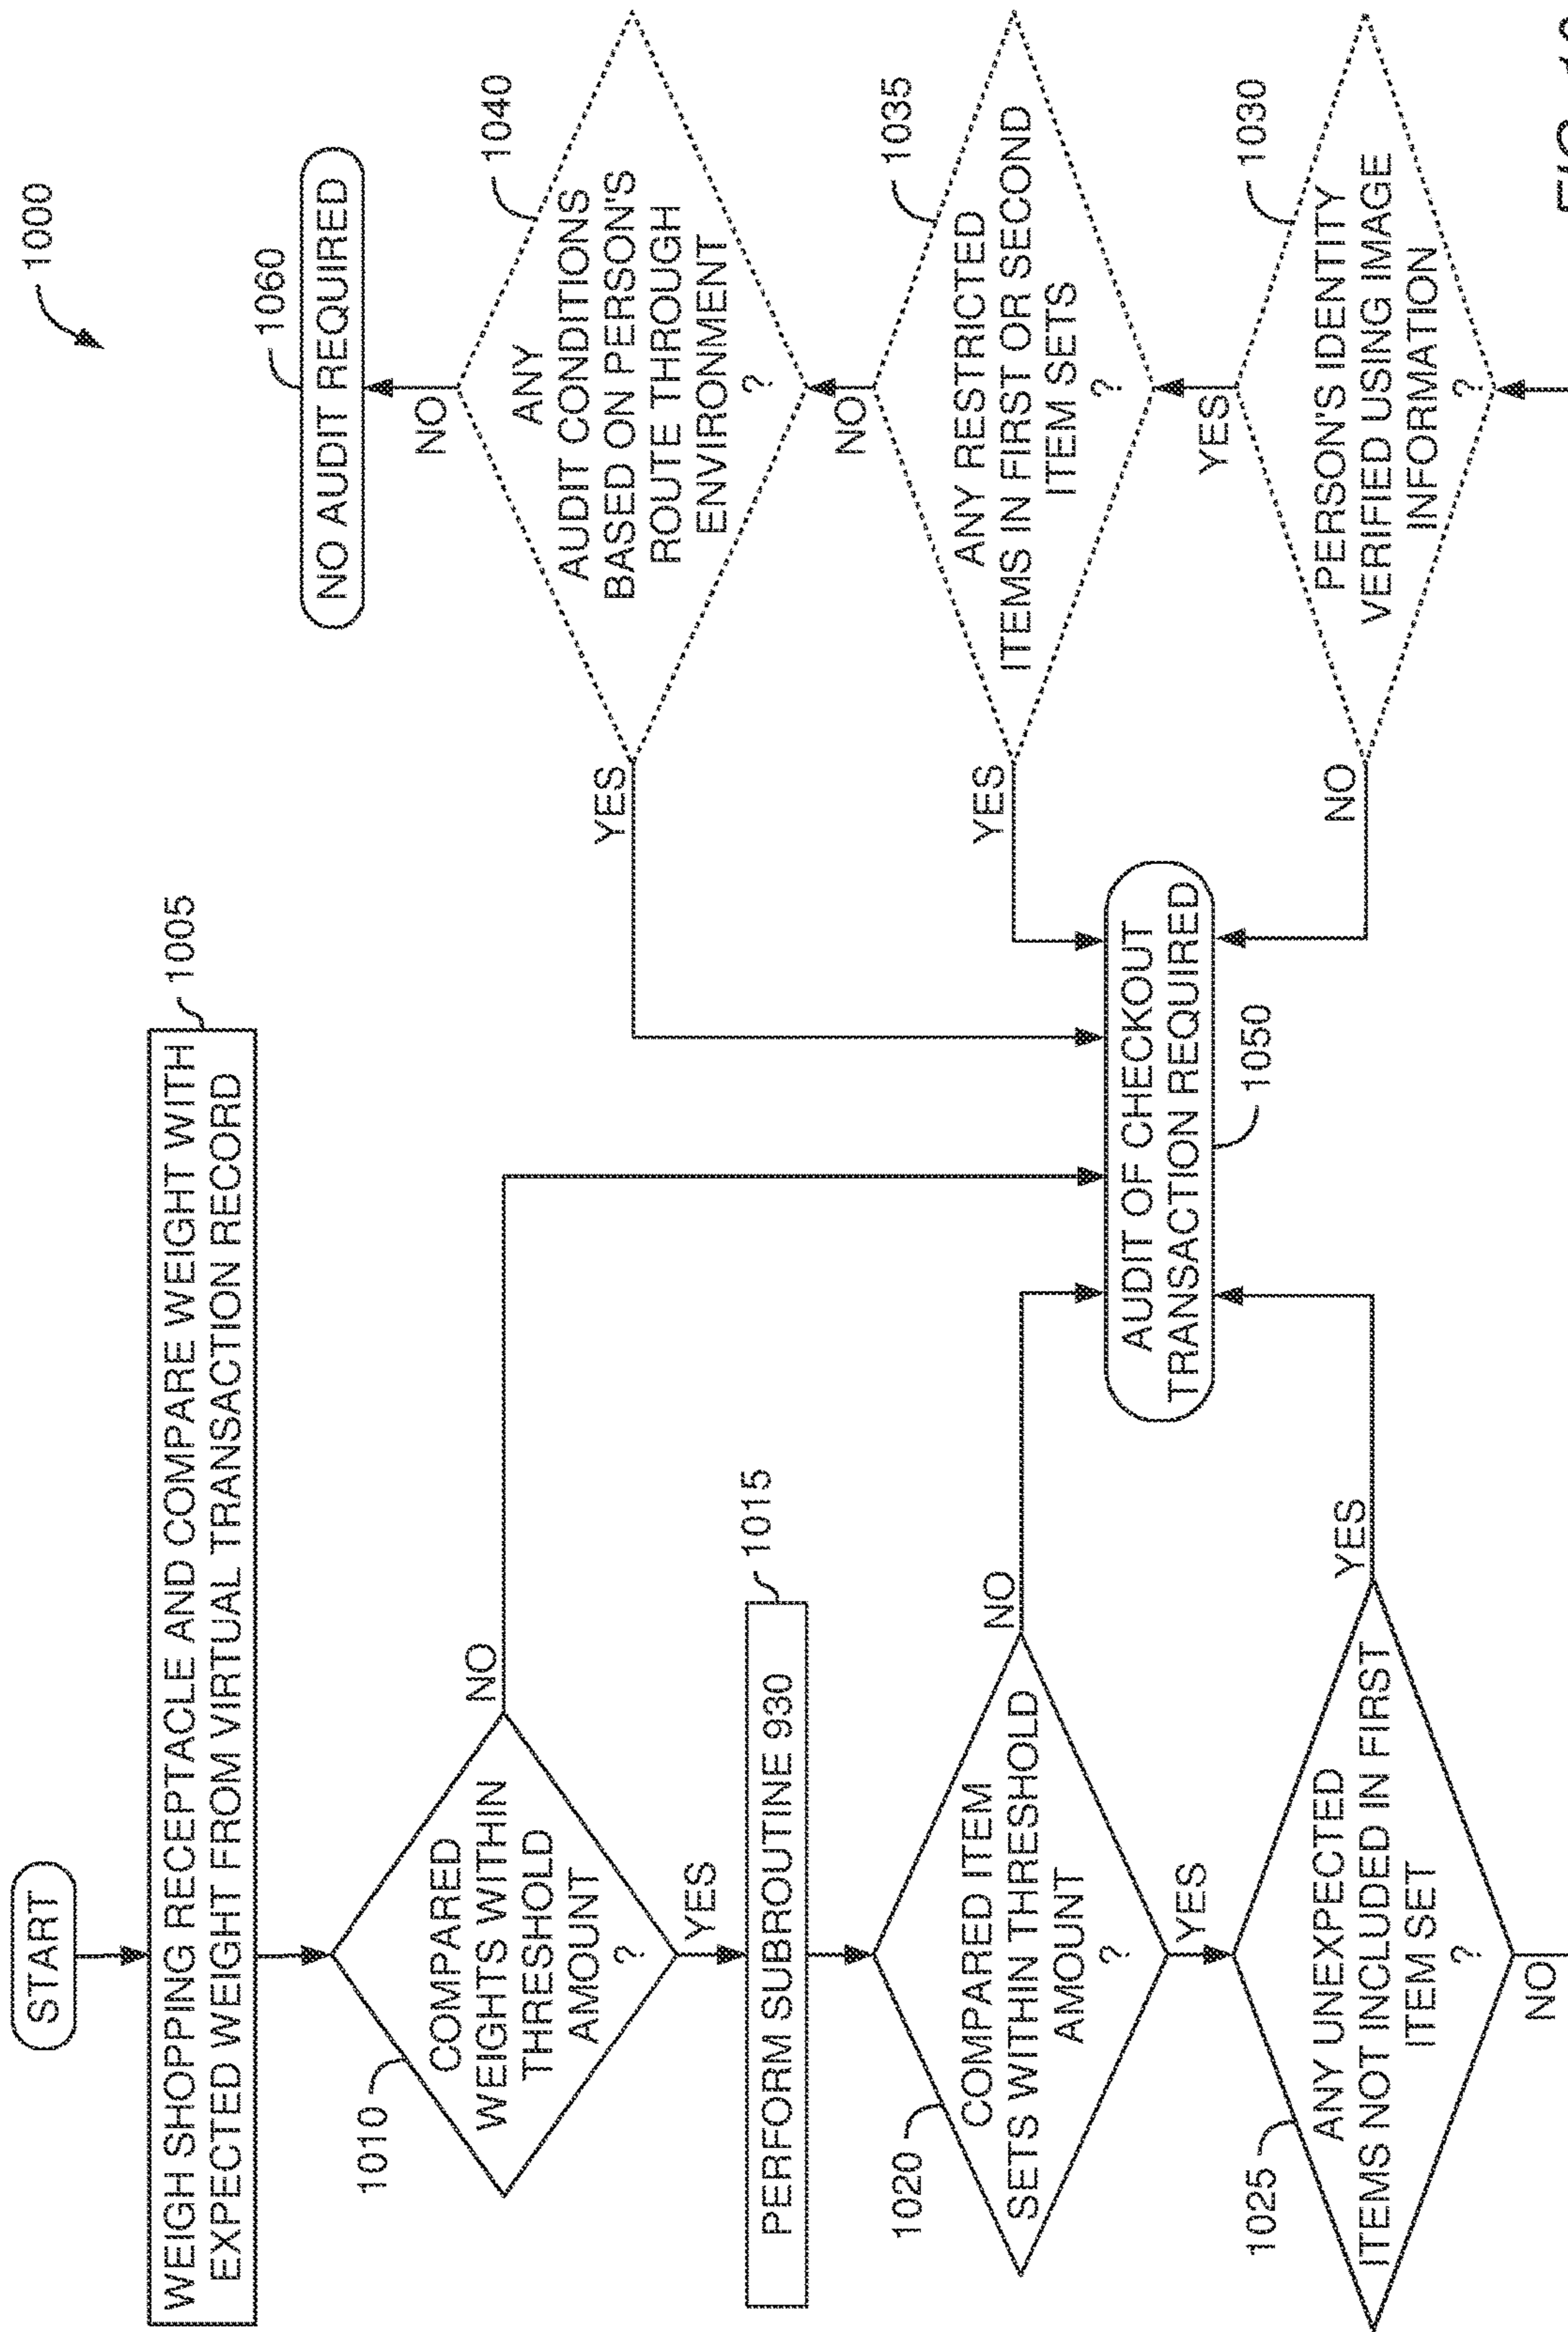 1000
START
WEIGH SHOPPING RECEPTACLE AND COMPARE WEIGHT WITH
EXPECTED WEIGHT FROM VIRTUAL TRANSACTION RECORD
1005
1010
COMPARED
WEIGHTS WITHIN
THRESHOLD
AMOUNT
?
NO
YES
PERFORM SUBROUTINE 930
1015
1020
COMPARED ITEM
SETS WITHIN THRESHOLD
AMOUNT
?
NO
YES
1025
ANY UNEXPECTED
ITEMS NOT INCLUDED IN FIRST
ITEM SET
?
YES
NO
AUDIT OF CHECKOUT
TRANSACTION REQUIRED
1050
1060
NO AUDIT REQUIRED
NO
1040
ANY
AUDIT CONDITIONS
BASED ON PERSON'S
ROUTE THROUGH
ENVIRONMENT
?
YES
NO
1035
ANY RESTRICTED
ITEMS IN FIRST OR SECOND
ITEM SETS
?
YES
YES
1030
PERSON'S IDENTITY
VERIFIED USING IMAGE
INFORMATION
?
NO